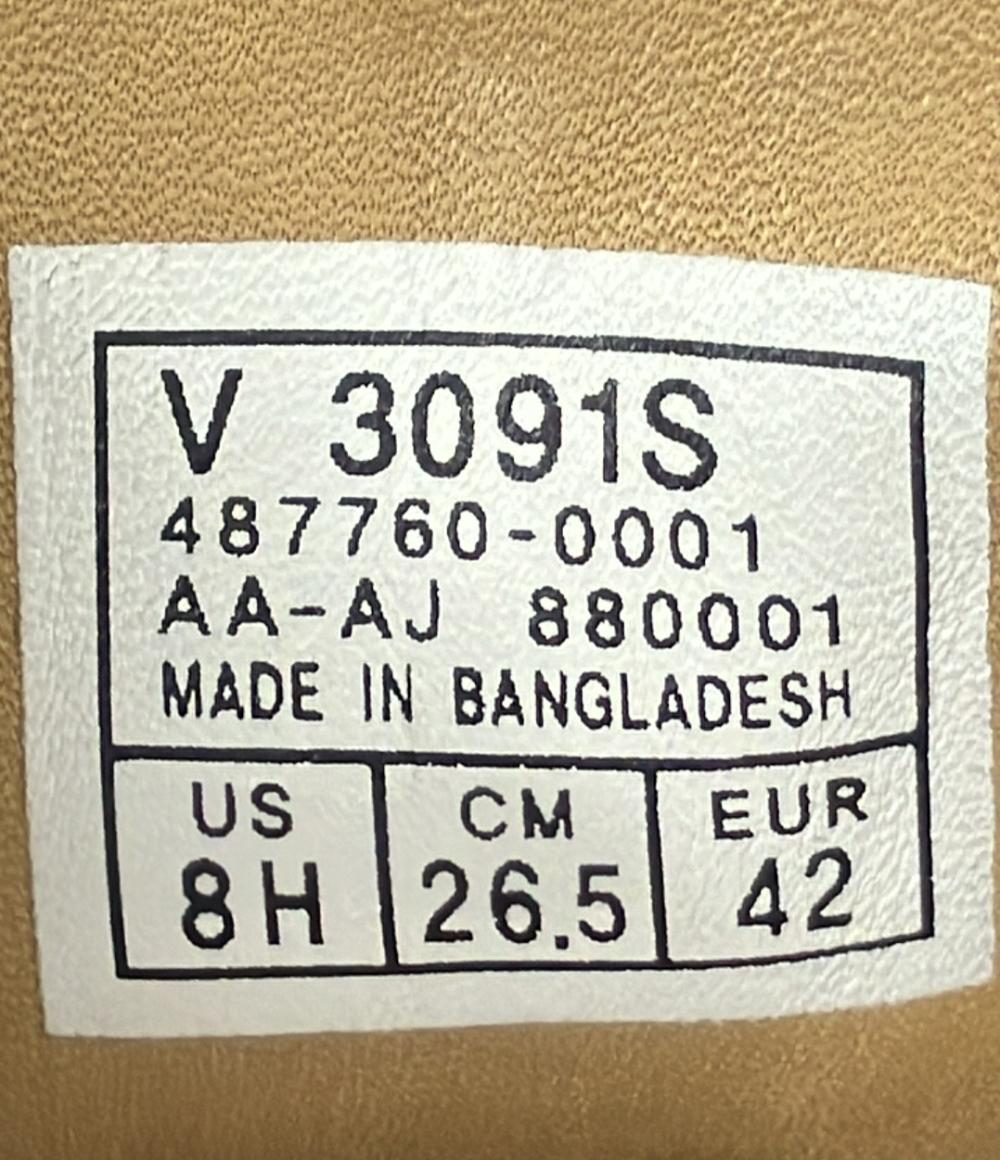 V 3091S
487760-0001
AA-AJ 880001
MADE IN BANGLADESH
US CM EUR
8H 26.5 42